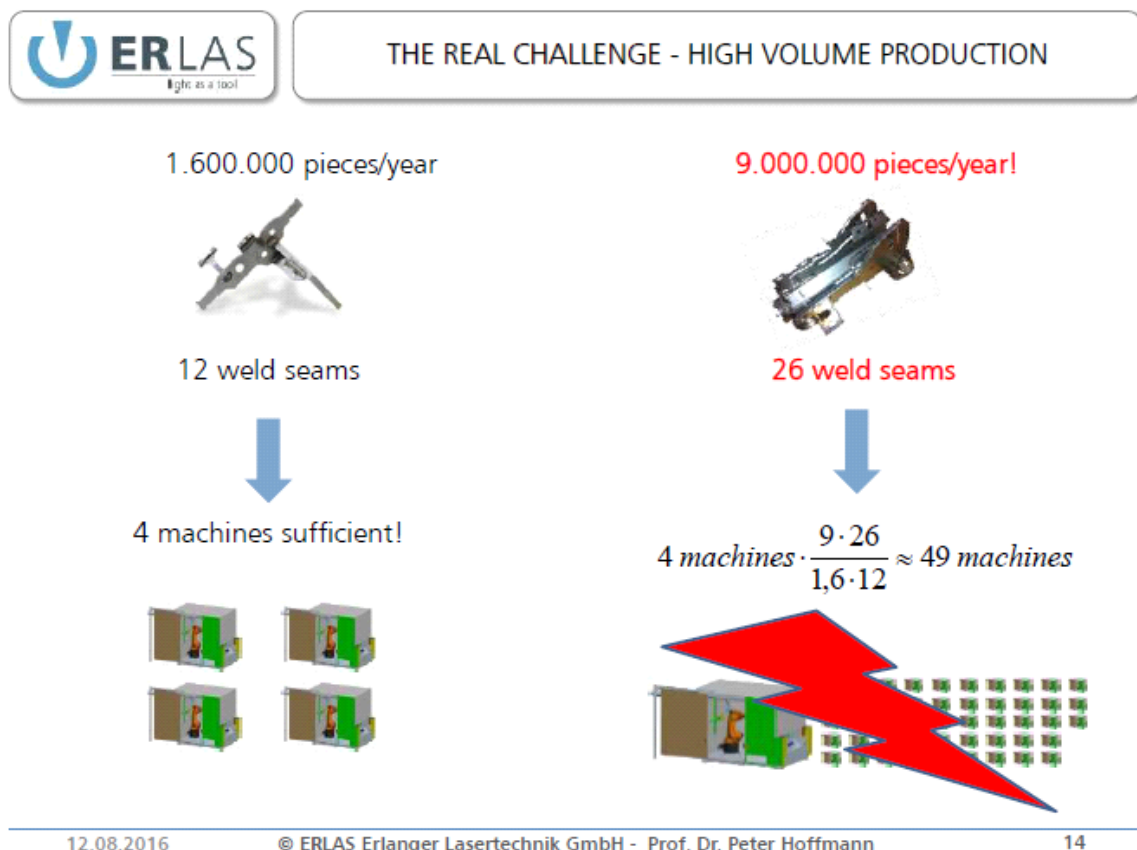 ERLAS
light as a tool
THE REAL CHALLENGE - HIGH VOLUME PRODUCTION
1.600.000 pieces/year
12 weld seams
4 machines sufficient!
9.000.000 pieces/year!
26 weld seams
4 machines · (9 · 26)/(1,6 · 12) ≈ 49 machines
12.08.2016
© ERLAS Erlanger Lasertechnik GmbH - Prof. Dr. Peter Hoffmann
14